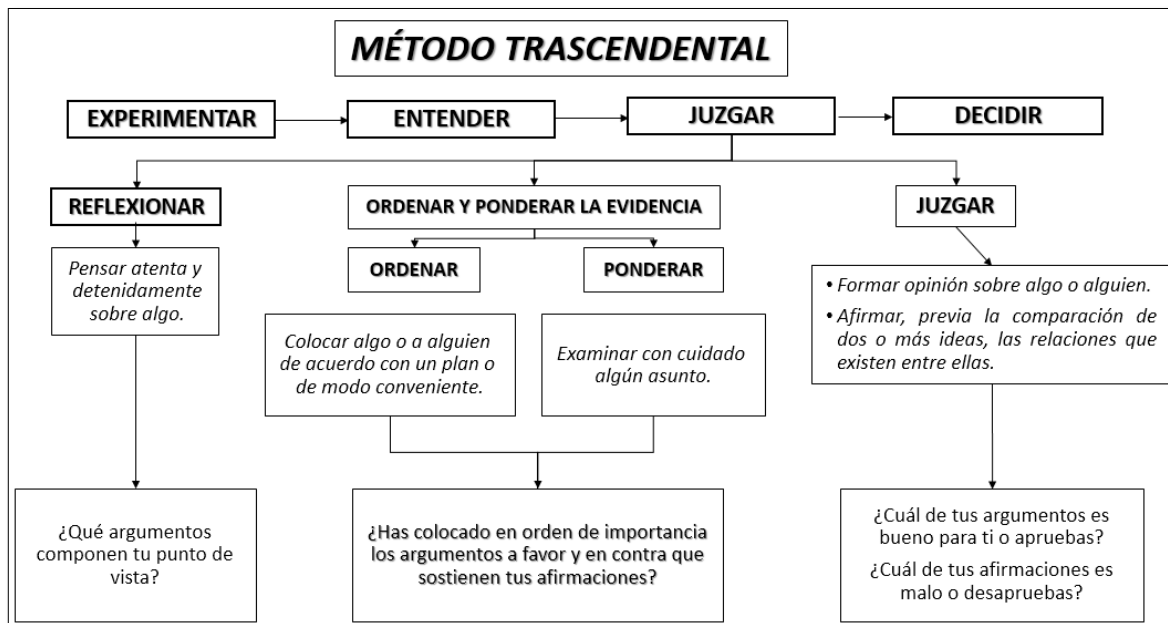 MÉTODO TRASCENDENTAL
EXPERIMENTAR
ENTENDER
JUZGAR
DECIDIR
REFLEXIONAR
ORDENAR Y PONDERAR LA EVIDENCIA
JUZGAR
Pensar atenta y
detenidamente
sobre algo.
ORDENAR
PONDERAR
• Formar opinión sobre algo o alguien.
• Afirmar, previa la comparación de
dos o más ideas, las relaciones que
existen entre ellas.
Colocar algo o a alguien
de acuerdo con un plan o
de modo conveniente.
Examinar con cuidado
algún asunto.
¿Qué argumentos
componen tu punto de
vista?
¿Has colocado en orden de importancia
los argumentos a favor y en contra que
sostienen tus afirmaciones?
¿Cuál de tus argumentos es
bueno para ti o apruebas?
¿Cuál de tus afirmaciones es
malo o desapruebas?